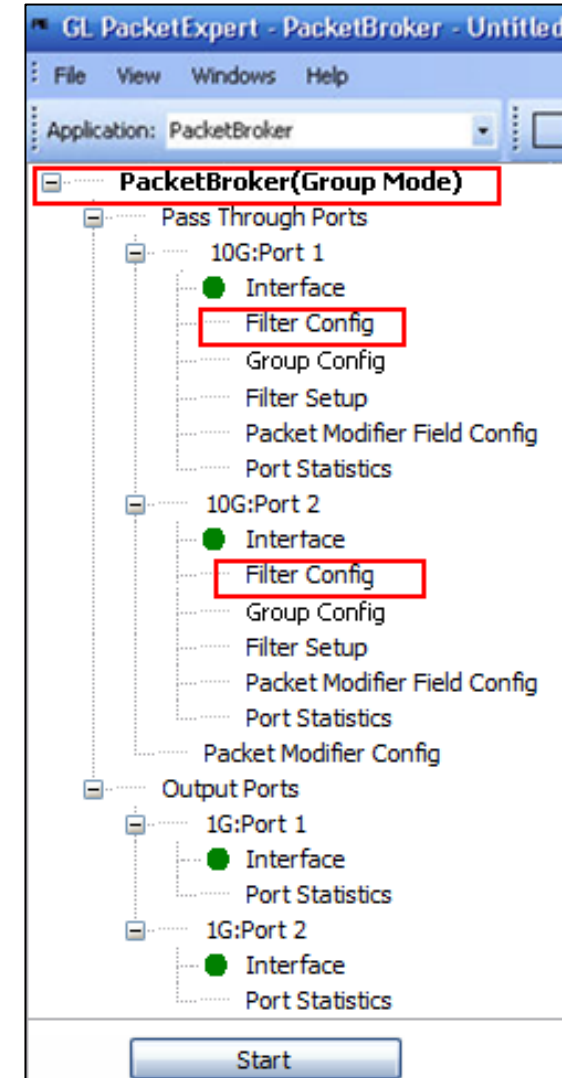 GL PacketExpert - PacketBroker - Untitled
File View Windows Help
Application: PacketBroker
PacketBroker(Group Mode)
Pass Through Ports
10G:Port 1
Interface
Filter Config
Group Config
Filter Setup
Packet Modifier Field Config
Port Statistics
10G:Port 2
Interface
Filter Config
Group Config
Filter Setup
Packet Modifier Field Config
Port Statistics
Packet Modifier Config
Output Ports
1G:Port 1
Interface
Port Statistics
1G:Port 2
Interface
Port Statistics
Start